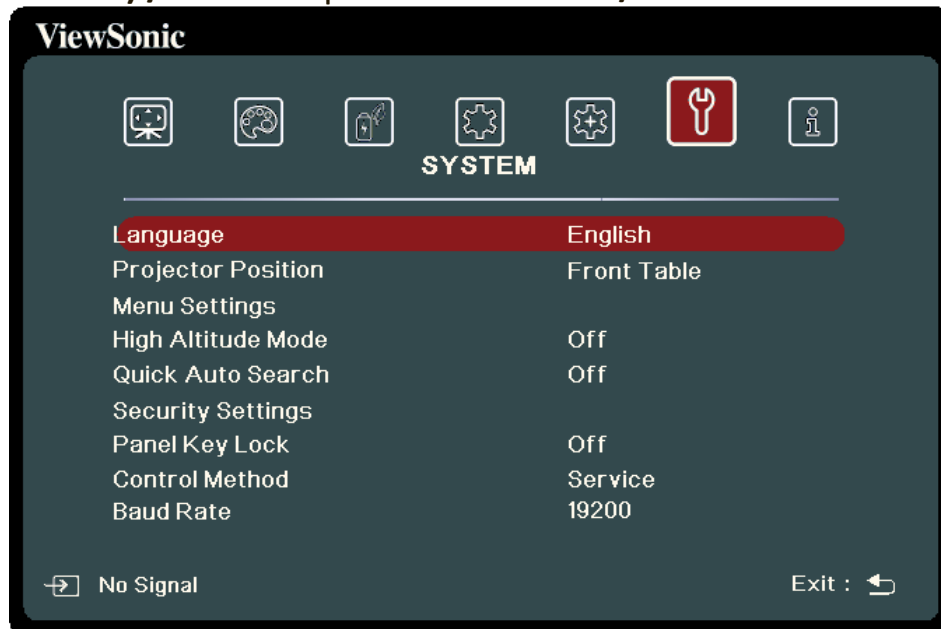 ViewSonic
SYSTEM
Language English
Projector Position Front Table
Menu Settings
High Altitude Mode Off
Quick Auto Search Off
Security Settings
Panel Key Lock Off
Control Method Service
Baud Rate 19200
No Signal Exit :